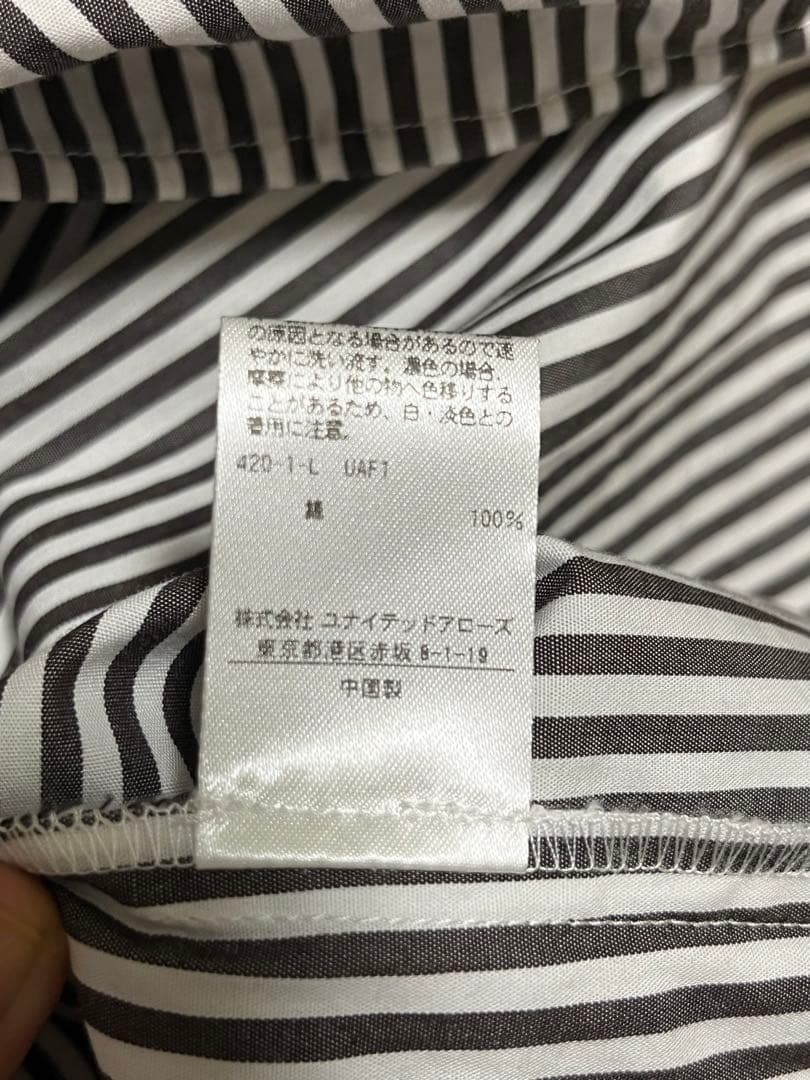 の原因となる場合があるので速
やかに洗い流す。濃色の場合、
摩擦により他の物へ色移りする
ことがあるため、白・淡色との
着用に注意。
420-1-L UAF1
綿 100%
株式会社 ユナイテッドアローズ
東京都港区赤坂 8-1-19
中国製